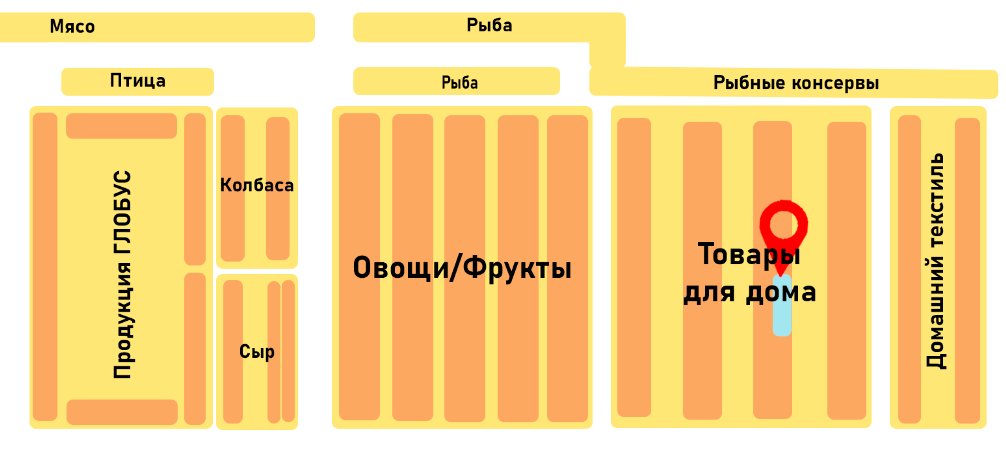 Мясо
Рыба
Птица
Рыба
Рыбные консервы
Продукция ГЛОБУС
Колбаса
Сыр
Овощи/Фрукты
Товары
для дома
Домашний текстиль